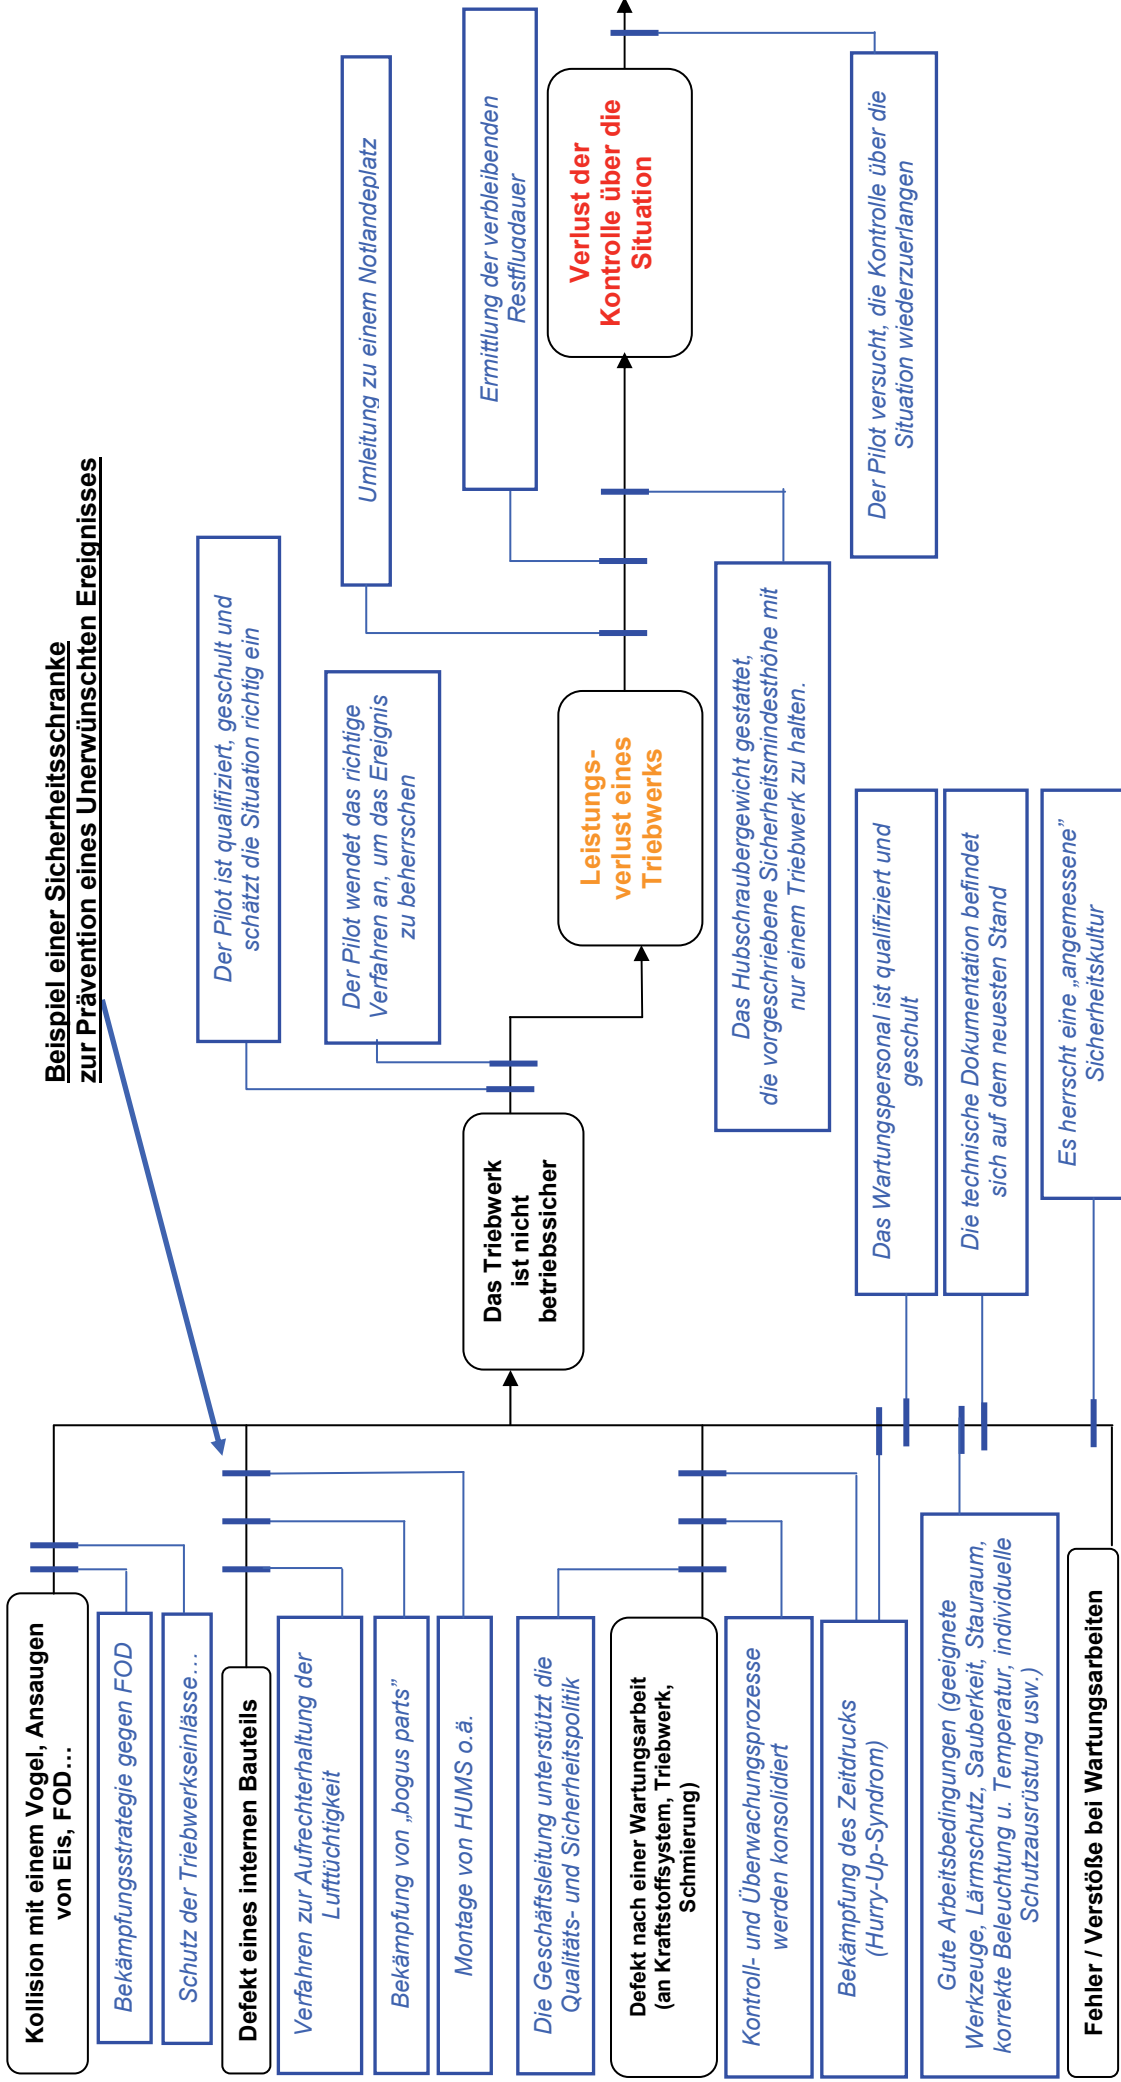 Beispiel einer Sicherheitsschranke
zur Prävention eines Unerwünschten Ereignisses
Kollision mit einem Vogel, Ansaugen
von Eis, FOD…
Bekämpfungsstrategie gegen FOD
Schutz der Triebwerkseinlässe…
Defekt eines internen Bauteils
Verfahren zur Aufrechterhaltung der
Lufttüchtigkeit
Bekämpfung von „bogus parts”
Montage von HUMS o.ä.
Die Geschäftsleitung unterstützt die
Qualitäts- und Sicherheitspolitik
Defekt nach einer Wartungsarbeit
(an Kraftstoffsystem, Triebwerk,
Schmierung)
Kontroll- und Überwachungsprozesse
werden konsolidiert
Bekämpfung des Zeitdrucks
(Hurry-Up-Syndrom)
Gute Arbeitsbedingungen (geeignete
Werkzeuge, Lärmschutz, Sauberkeit, Stauraum,
korrekte Beleuchtung u. Temperatur, individuelle
Schutzausrüstung usw.)
Fehler / Verstöße bei Wartungsarbeiten
Das Triebwerk
ist nicht
betriebssicher
Der Pilot ist qualifiziert, geschult und
schätzt die Situation richtig ein
Der Pilot wendet das richtige
Verfahren an, um das Ereignis
zu beherrschen
Leistungs-
verlust eines
Triebwerks
Das Hubschraubergewicht gestattet,
die vorgeschriebene Sicherheitsmindesthöhe mit
nur einem Triebwerk zu halten.
Das Wartungspersonal ist qualifiziert und
geschult
Die technische Dokumentation befindet
sich auf dem neuesten Stand
Es herrscht eine „angemessene”
Sicherheitskultur
Umleitung zu einem Notlandeplatz
Ermittlung der verbleibenden
Restflugdauer
Verlust der
Kontrolle über die
Situation
Der Pilot versucht, die Kontrolle über die
Situation wiederzuerlangen